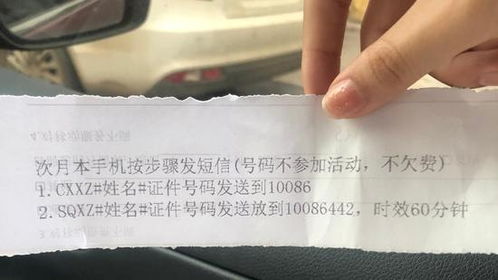 次月本手机按步骤发短信(号码不参加活动，不欠费)
1.CXXZ#姓名#证件号码发送到10086
2.SQXZ#姓名#证件号码发送放到10086442，时效60分钟